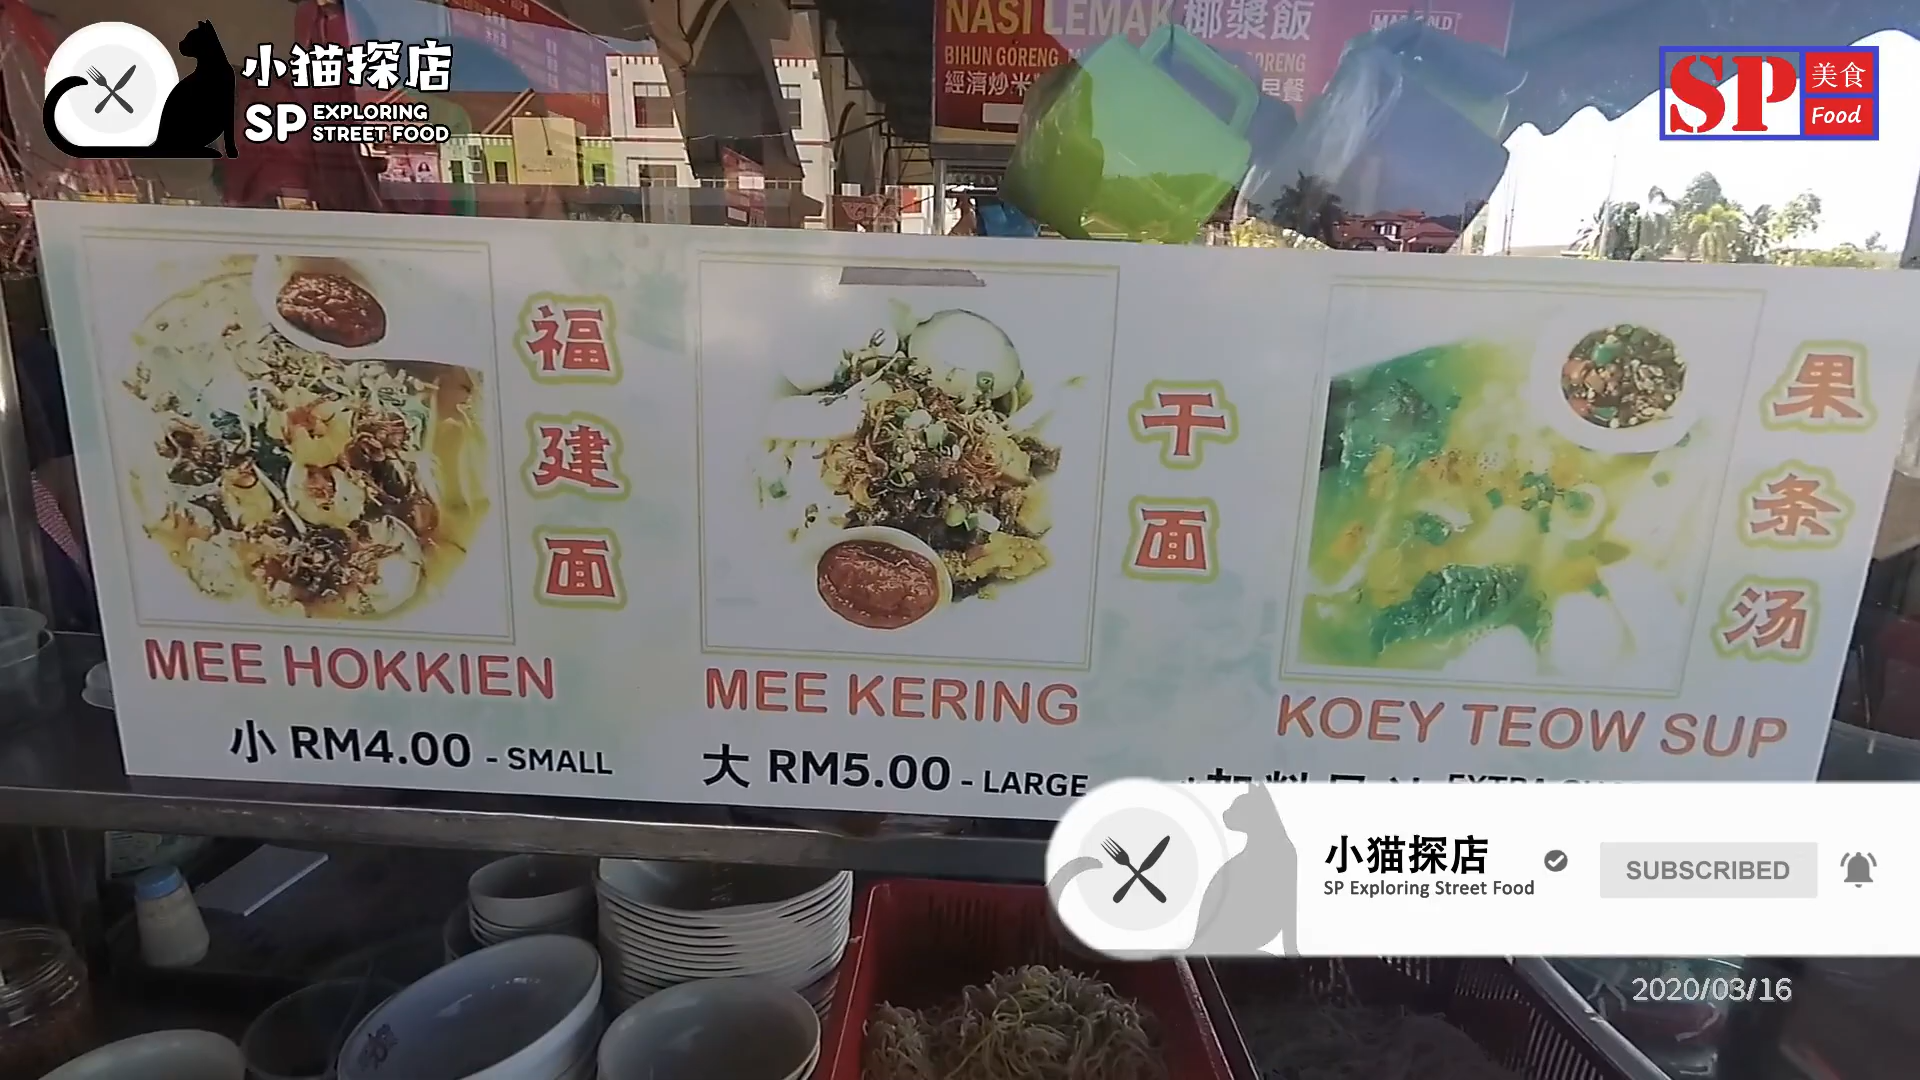 小猫探店
SP EXPLORING
STREET FOOD
NASI LEMAK 椰漿飯
BIHUN GORENG
經濟炒米
早餐
SP 美食
Food
福建面
MEE HOKKIEN
干面
MEE KERING
果条汤
KOEY TEOW SUP
小 RM4.00 - SMALL
大 RM5.00 - LARGE
小猫探店
SP Exploring Street Food
SUBSCRIBED
2020/03/16